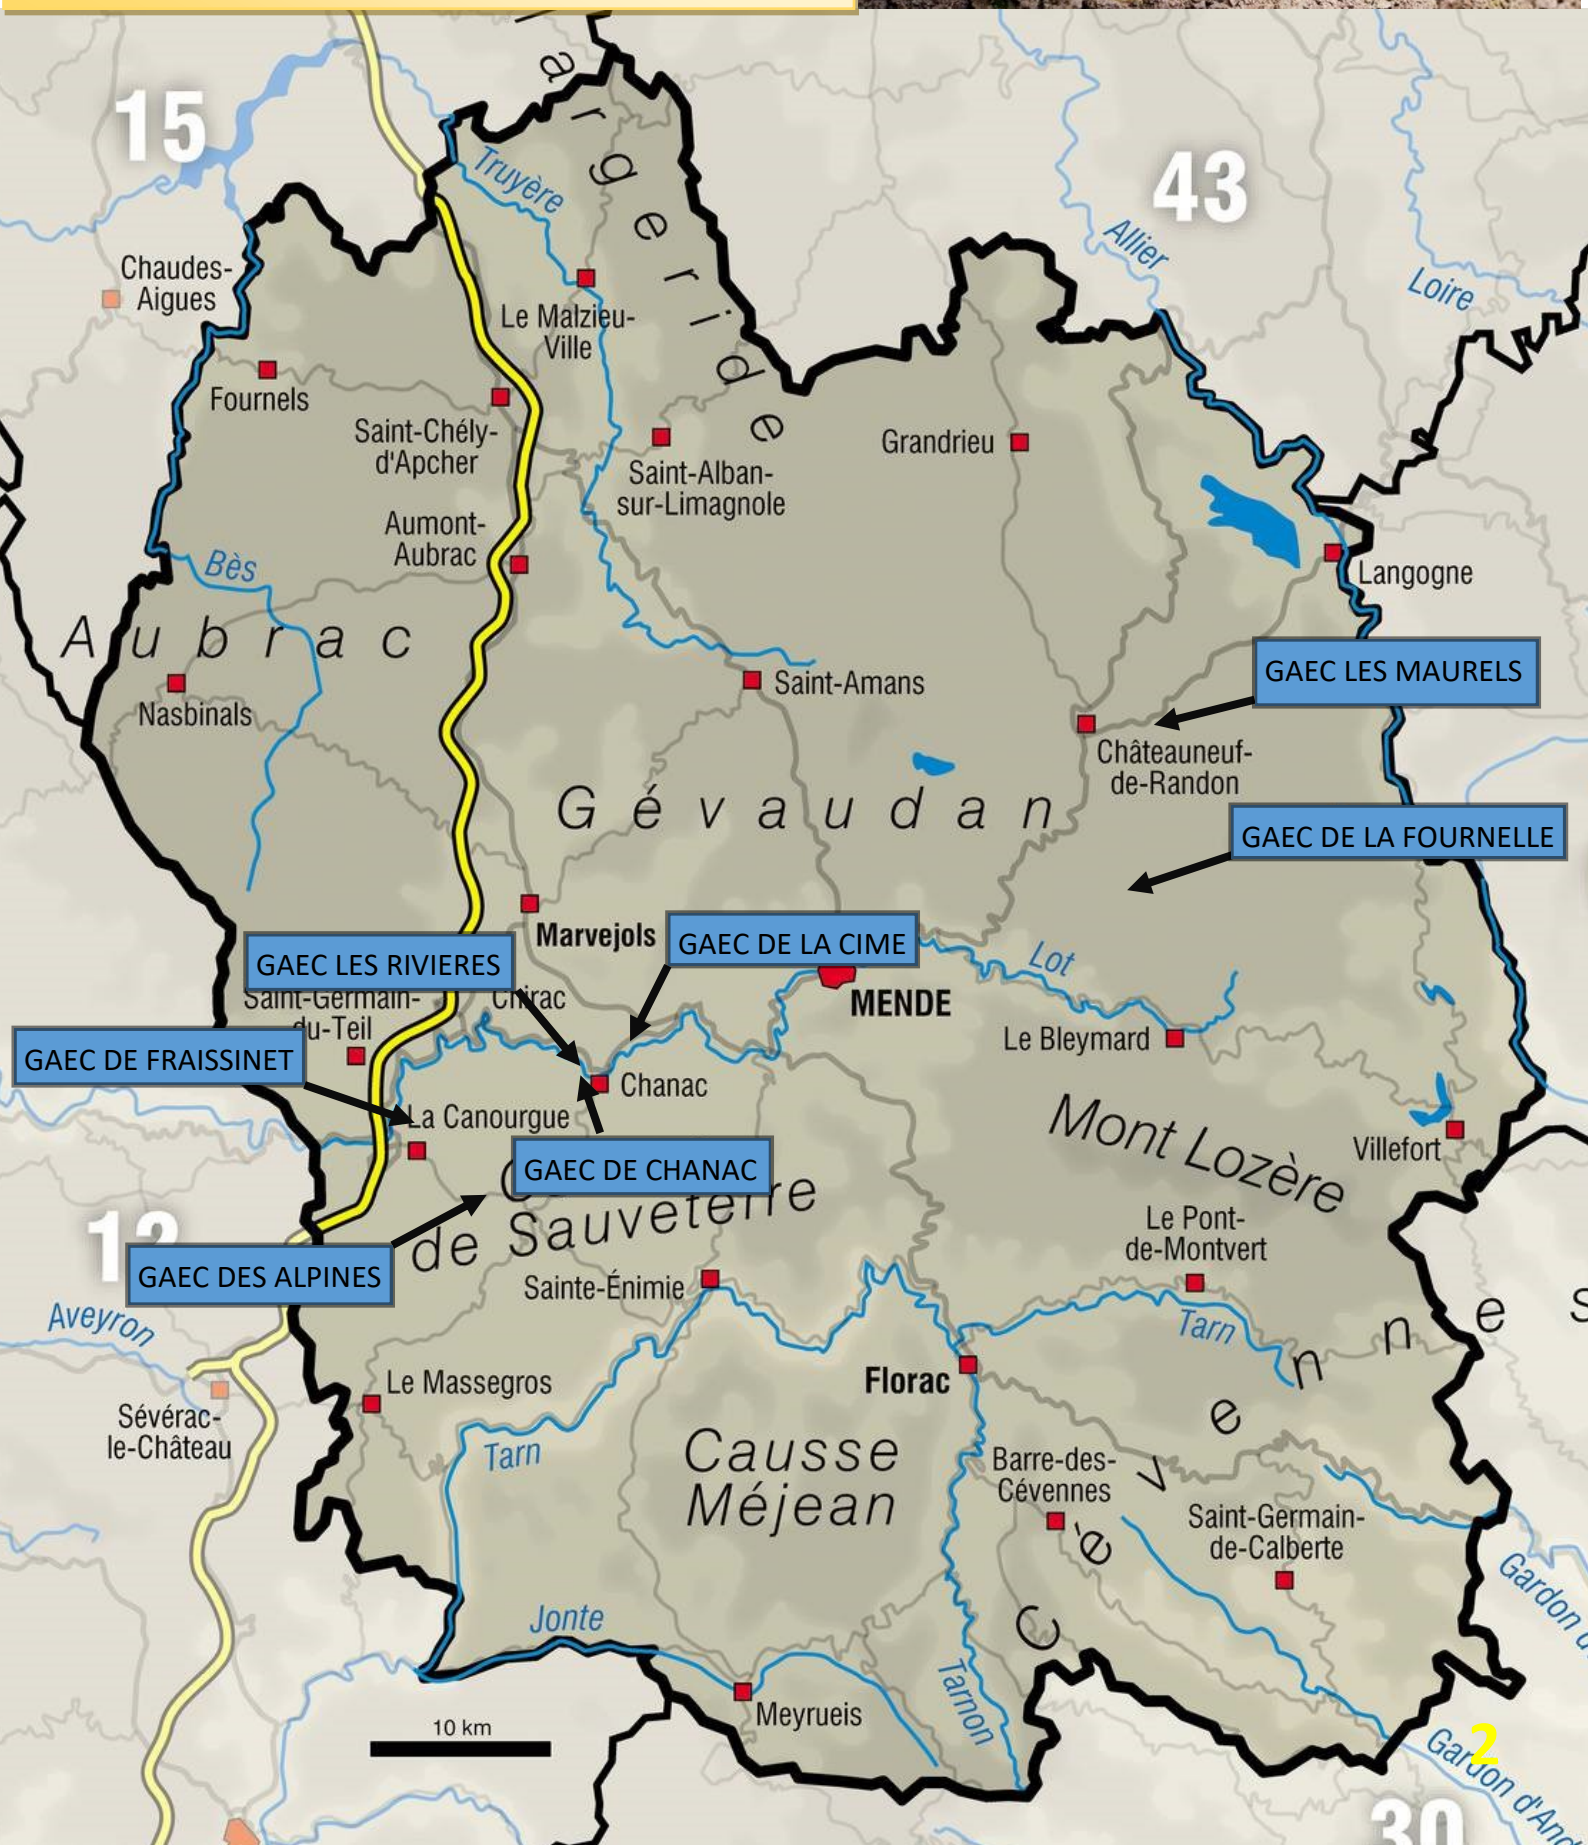 15
43
Truyère
Allier
Loire
Margeride
Chaudes-
Aigues
Le Malzieu-
Ville
Fournels
Saint-Chély-
d'Apcher
Saint-Alban-
sur-Limagnole
Grandrieu
Aumont-
Aubrac
Bès
Langogne
Aubrac
GAEC LES MAURELS
Saint-Amans
Nasbinals
Châteauneuf-
de-Randon
Gévaudan
GAEC DE LA FOURNELLE
Marvejols
GAEC DE LA CIME
GAEC LES RIVIERES
Lot
Saint-Germain-
du-Teil
Chirac
MENDE
Le Bleymard
GAEC DE FRAISSINET
Chanac
La Canourgue
Mont Lozère
Villefort
GAEC DE CHANAC
de Sauveterre
12
Le Pont-
de-Montvert
GAEC DES ALPINES
Sainte-Énimie
Aveyron
Tarn
Cévennes
Le Massegros
Florac
Sévérac-
le-Château
Tarn
Causse
Méjean
Barre-des-
Cévennes
Saint-Germain-
de-Calberte
Jonte
Tarnon
Meyrueis
10 km
Gardon
2
Gardon
30